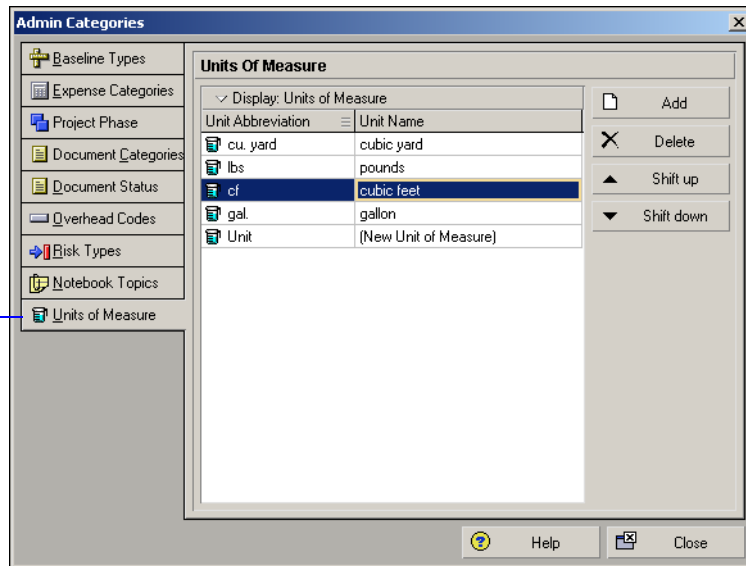 Admin Categories
Baseline Types
Expense Categories
Project Phase
Document Categories
Document Status
Overhead Codes
Risk Types
Notebook Topics
Units of Measure
Units Of Measure
Display: Units of Measure
Unit Abbreviation Unit Name
cu. yard cubic yard
lbs pounds
cf cubic feet
gal. gallon
Unit (New Unit of Measure)
Add
Delete
Shift up
Shift down
Help Close